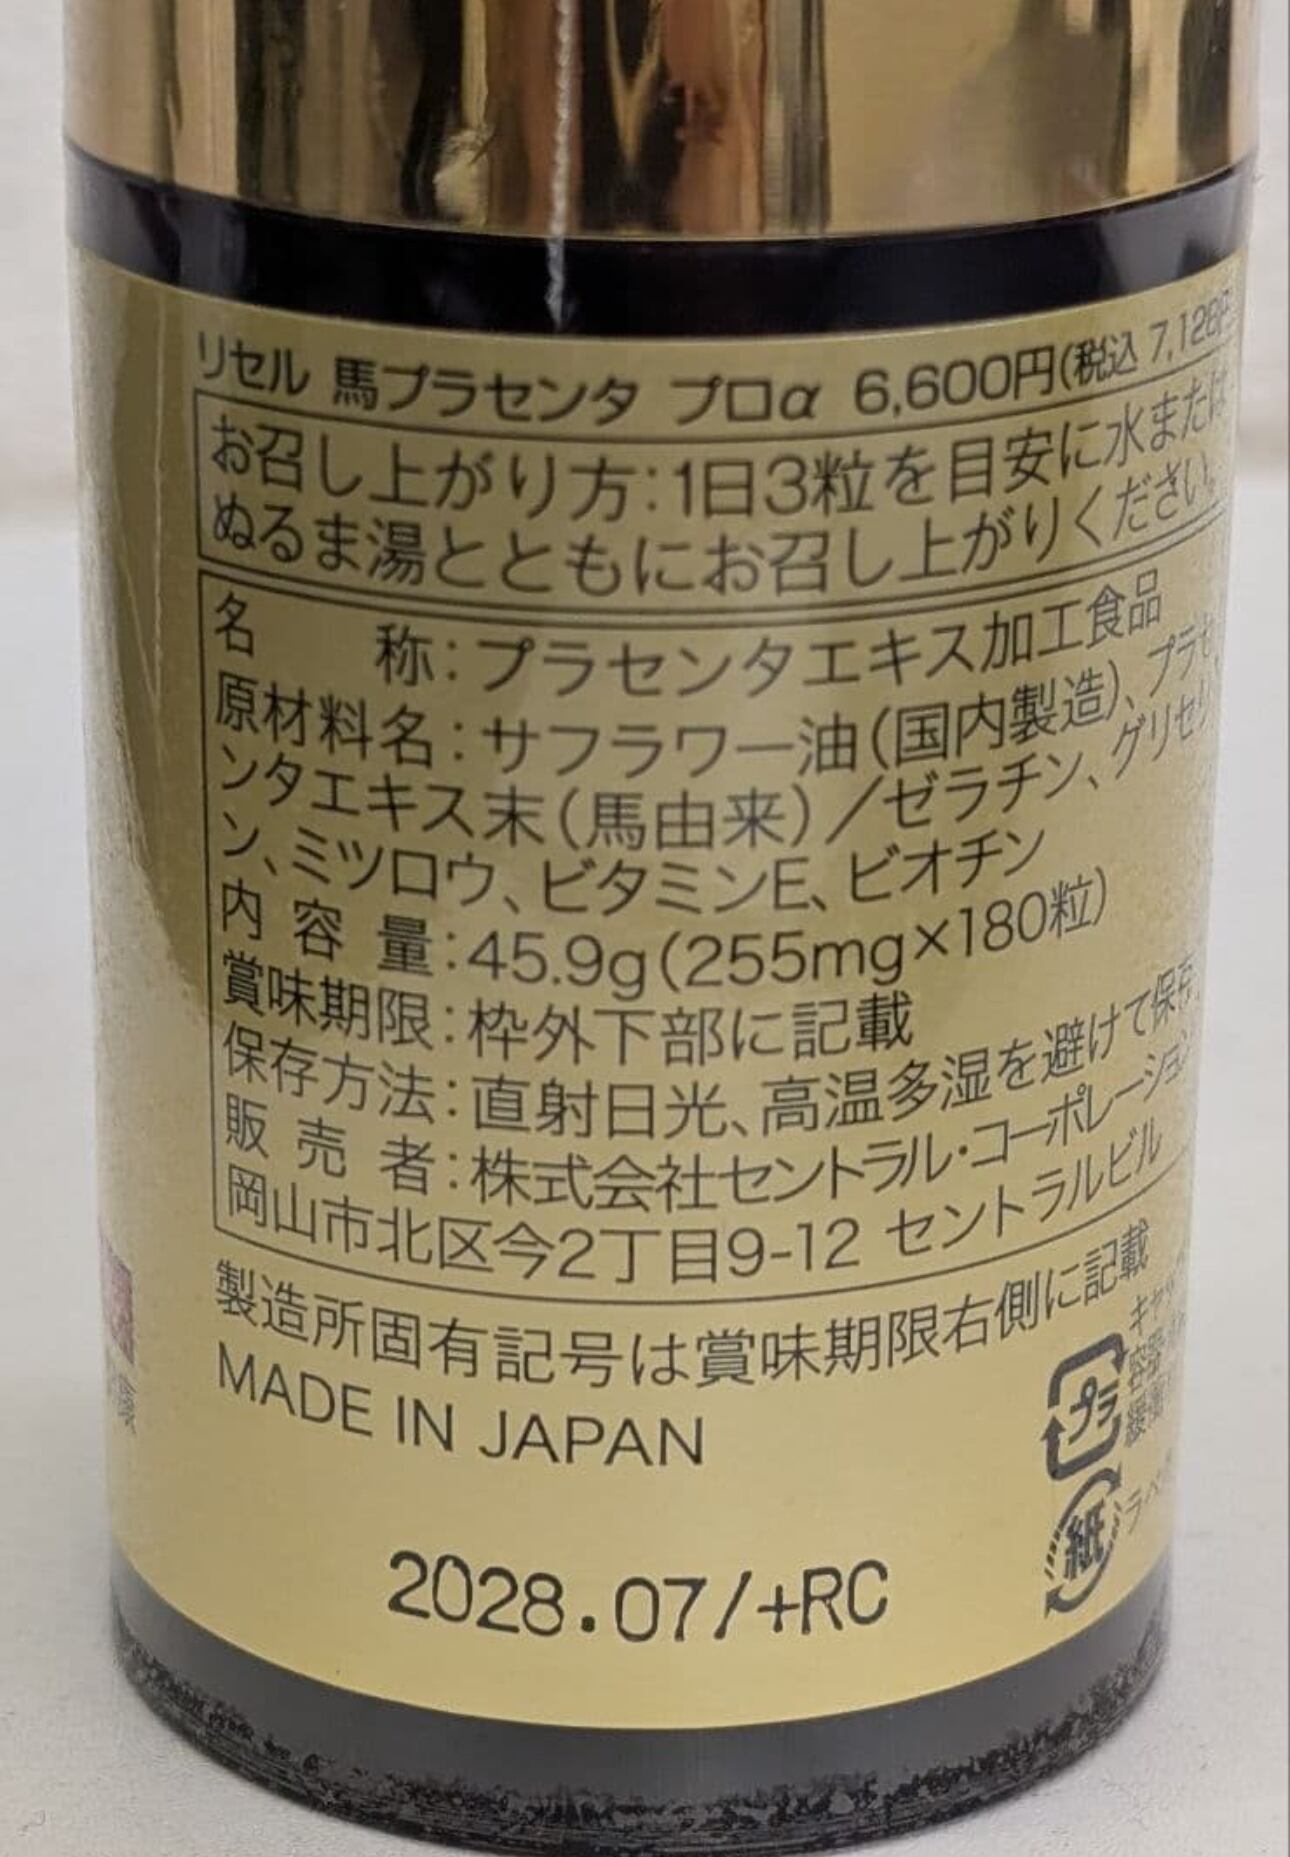 リセル 馬プラセンタ プロα 6,600円(税込 7,128円
お召し上がり方:1日3粒を目安に水または
ぬるま湯とともにお召し上がりください。
名 称:プラセンタエキス加工食品
原材料名:サフラワー油(国内製造)、プラセ
ンタエキス末(馬由来)/ゼラチン、グリセリ
ン、ミツロウ、ビタミンE、ビオチン
内容量:45.9g(255mg×180粒)
賞味期限:枠外下部に記載
保存方法:直射日光、高温多湿を避けて保存
販売者:株式会社セントラル・コーポレーション
岡山市北区今2丁目9-12 セントラルビル
製造所固有記号は賞味期限右側に記載
MADE IN JAPAN
プラ
紙
2028.07/+RC